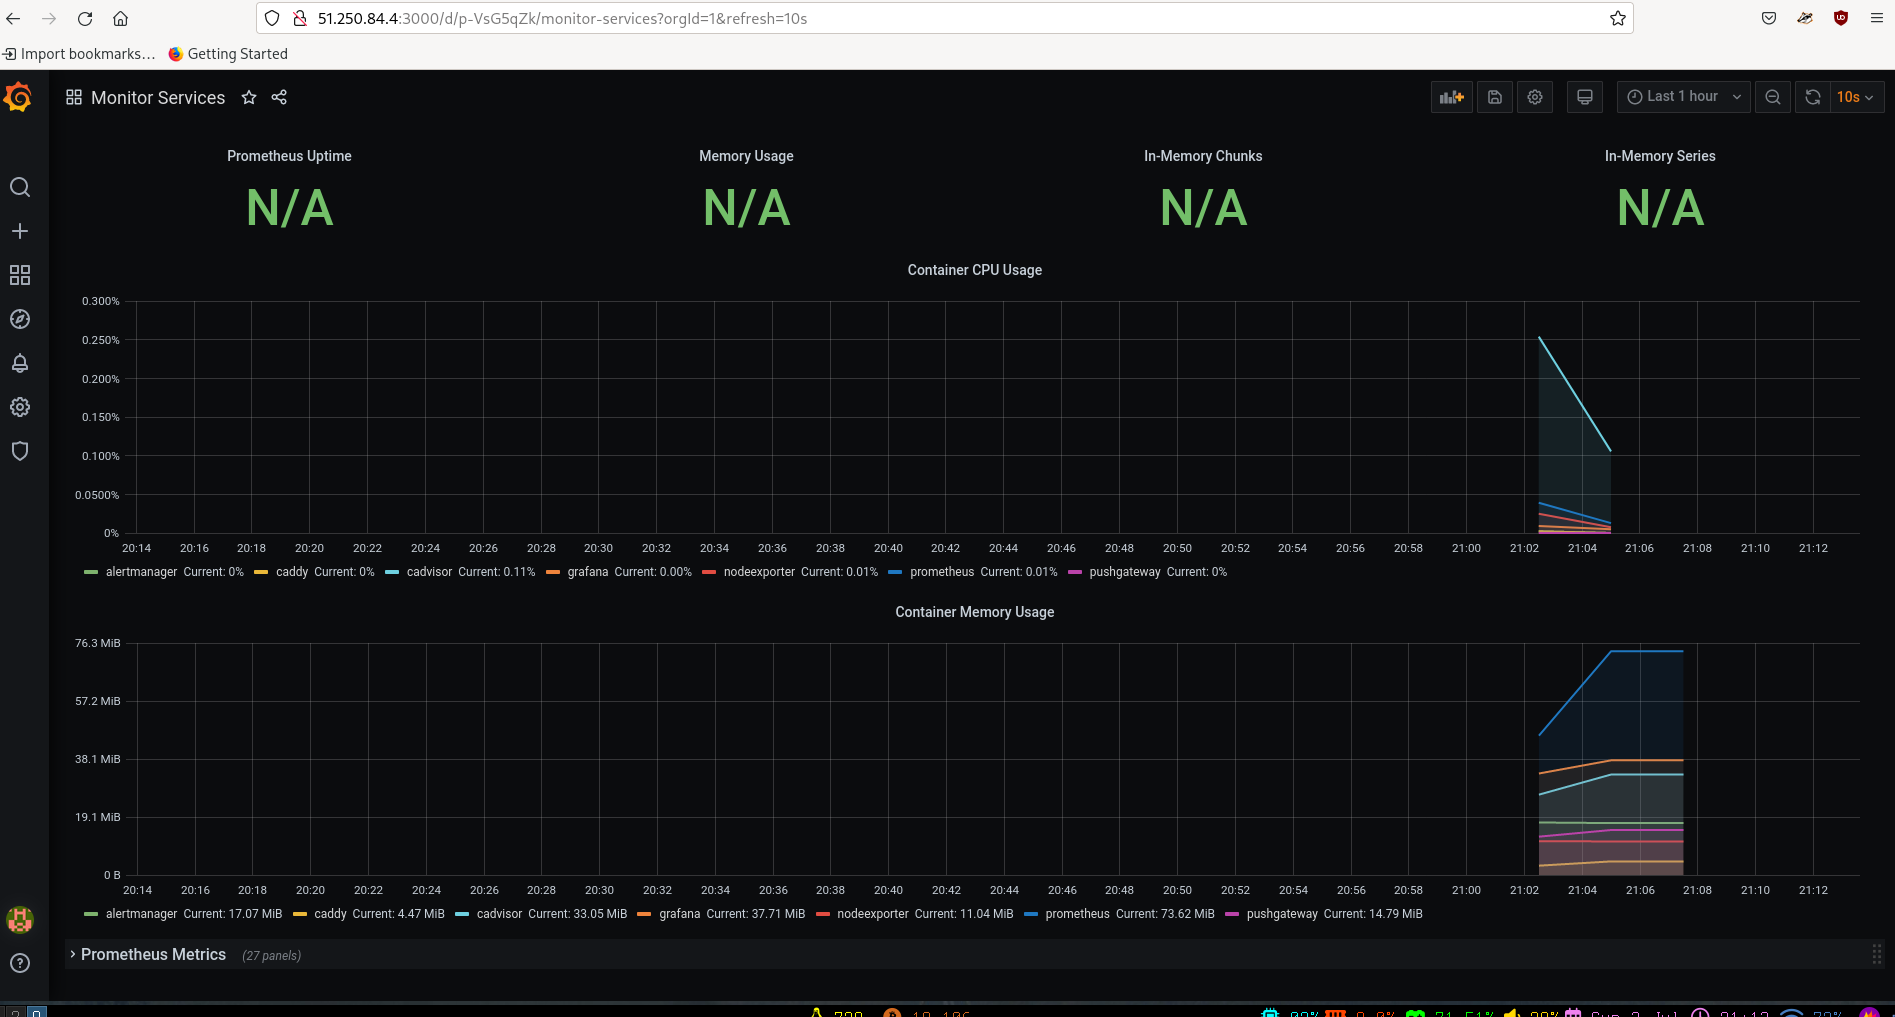 51.250.84.4:3000/d/p-VsG5qZk/monitor-services?orgId=1&refresh=10s
Import bookmarks… Getting Started
Monitor Services Last 1 hour 10s
Prometheus Uptime Memory Usage In-Memory Chunks In-Memory Series
N/A N/A N/A N/A
Container CPU Usage
0.300%
0.250%
0.200%
0.150%
0.100%
0.0500%
0%
20:14 20:16 20:18 20:20 20:22 20:24 20:26 20:28 20:30 20:32 20:34 20:36 20:38 20:40 20:42 20:44 20:46 20:48 20:50 20:52 20:54 20:56 20:58 21:00 21:02 21:04 21:06 21:08 21:10 21:12
alertmanager Current: 0% caddy Current: 0% cadvisor Current: 0.11% grafana Current: 0.00% nodeexporter Current: 0.01% prometheus Current: 0.01% pushgateway Current: 0%
Container Memory Usage
76.3 MiB
57.2 MiB
38.1 MiB
19.1 MiB
0 B
20:14 20:16 20:18 20:20 20:22 20:24 20:26 20:28 20:30 20:32 20:34 20:36 20:38 20:40 20:42 20:44 20:46 20:48 20:50 20:52 20:54 20:56 20:58 21:00 21:02 21:04 21:06 21:08 21:10 21:12
alertmanager Current: 17.07 MiB caddy Current: 4.47 MiB cadvisor Current: 33.05 MiB grafana Current: 37.71 MiB nodeexporter Current: 11.04 MiB prometheus Current: 73.62 MiB pushgateway Current: 14.79 MiB
Prometheus Metrics (27 panels)